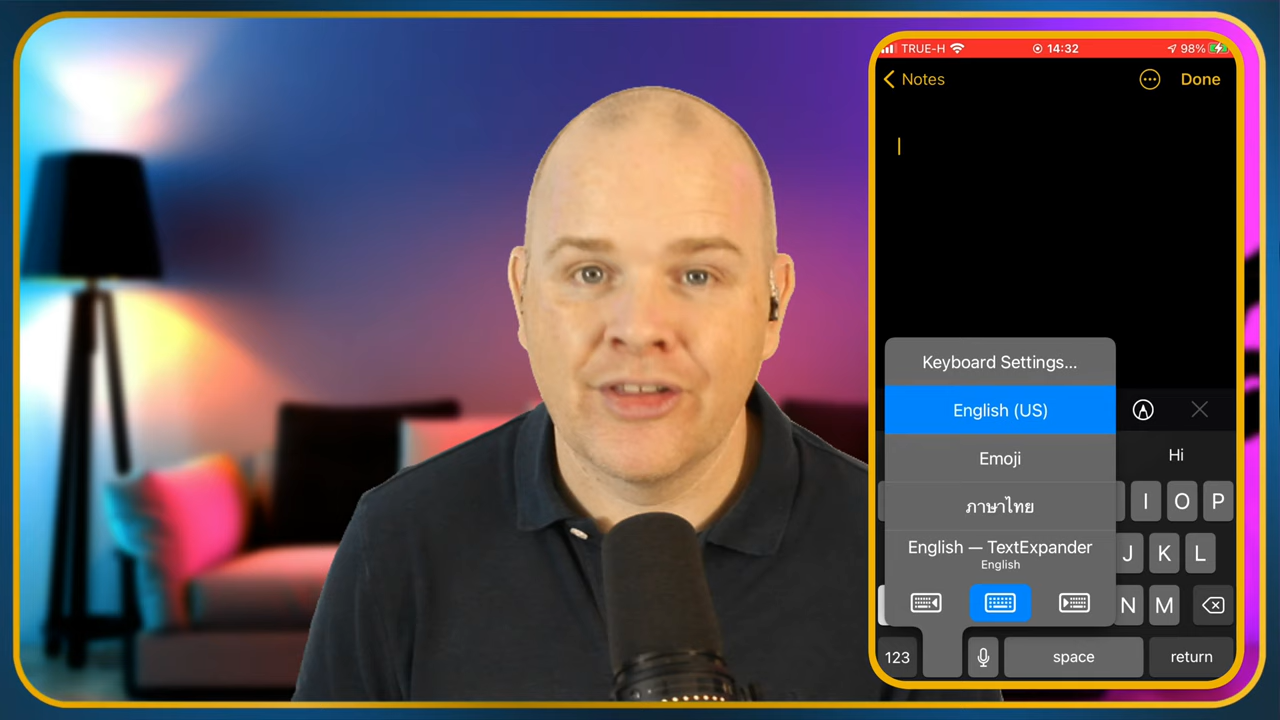 TRUE-H 14:32 98%
Notes Done
Keyboard Settings...
English (US)
Emoji
Hi
ภาษาไทย
I O P
English — TextExpander
English
J K L
N M
123 space return